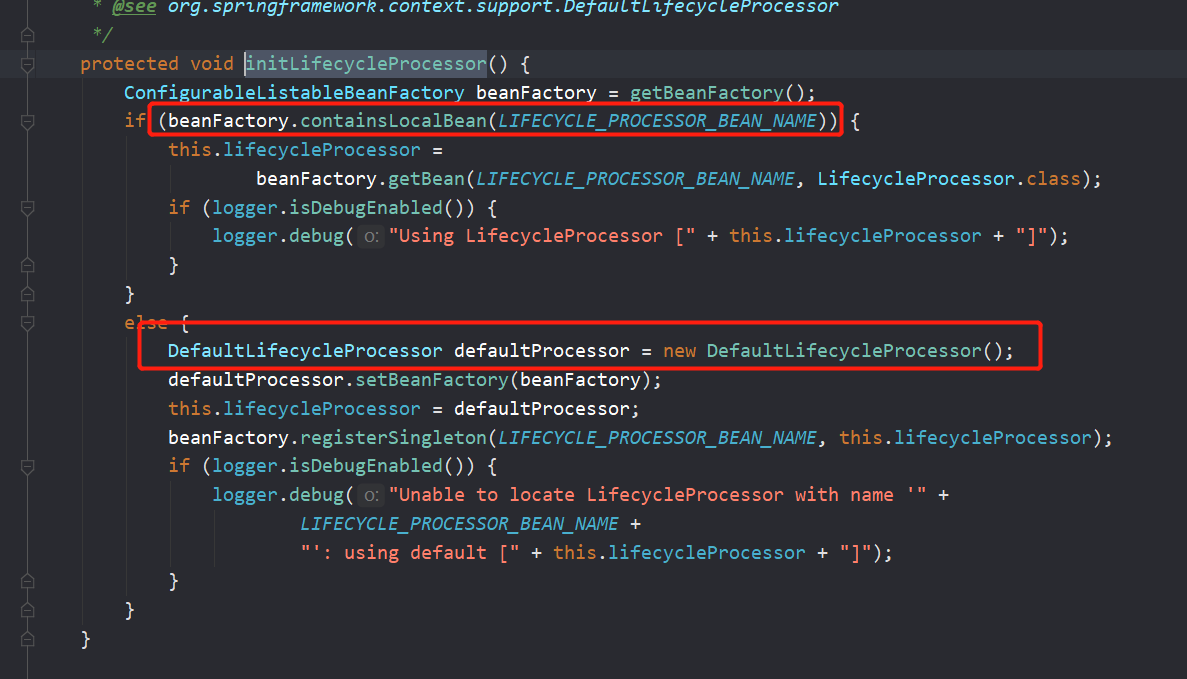 * @see org.springframework.context.support.DefaultLifecycleProcessor
*/
protected void initLifecycleProcessor() {
ConfigurableListableBeanFactory beanFactory = getBeanFactory();
if (beanFactory.containsLocalBean(LIFECYCLE_PROCESSOR_BEAN_NAME)) {
this.lifecycleProcessor =
beanFactory.getBean(LIFECYCLE_PROCESSOR_BEAN_NAME, LifecycleProcessor.class);
if (logger.isDebugEnabled()) {
logger.debug( o: "Using LifecycleProcessor [" + this.lifecycleProcessor + "]");
}
}
else {
DefaultLifecycleProcessor defaultProcessor = new DefaultLifecycleProcessor();
defaultProcessor.setBeanFactory(beanFactory);
this.lifecycleProcessor = defaultProcessor;
beanFactory.registerSingleton(LIFECYCLE_PROCESSOR_BEAN_NAME, this.lifecycleProcessor);
if (logger.isDebugEnabled()) {
logger.debug( o: "Unable to locate LifecycleProcessor with name '" +
LIFECYCLE_PROCESSOR_BEAN_NAME +
"': using default [" + this.lifecycleProcessor + "]");
}
}
}